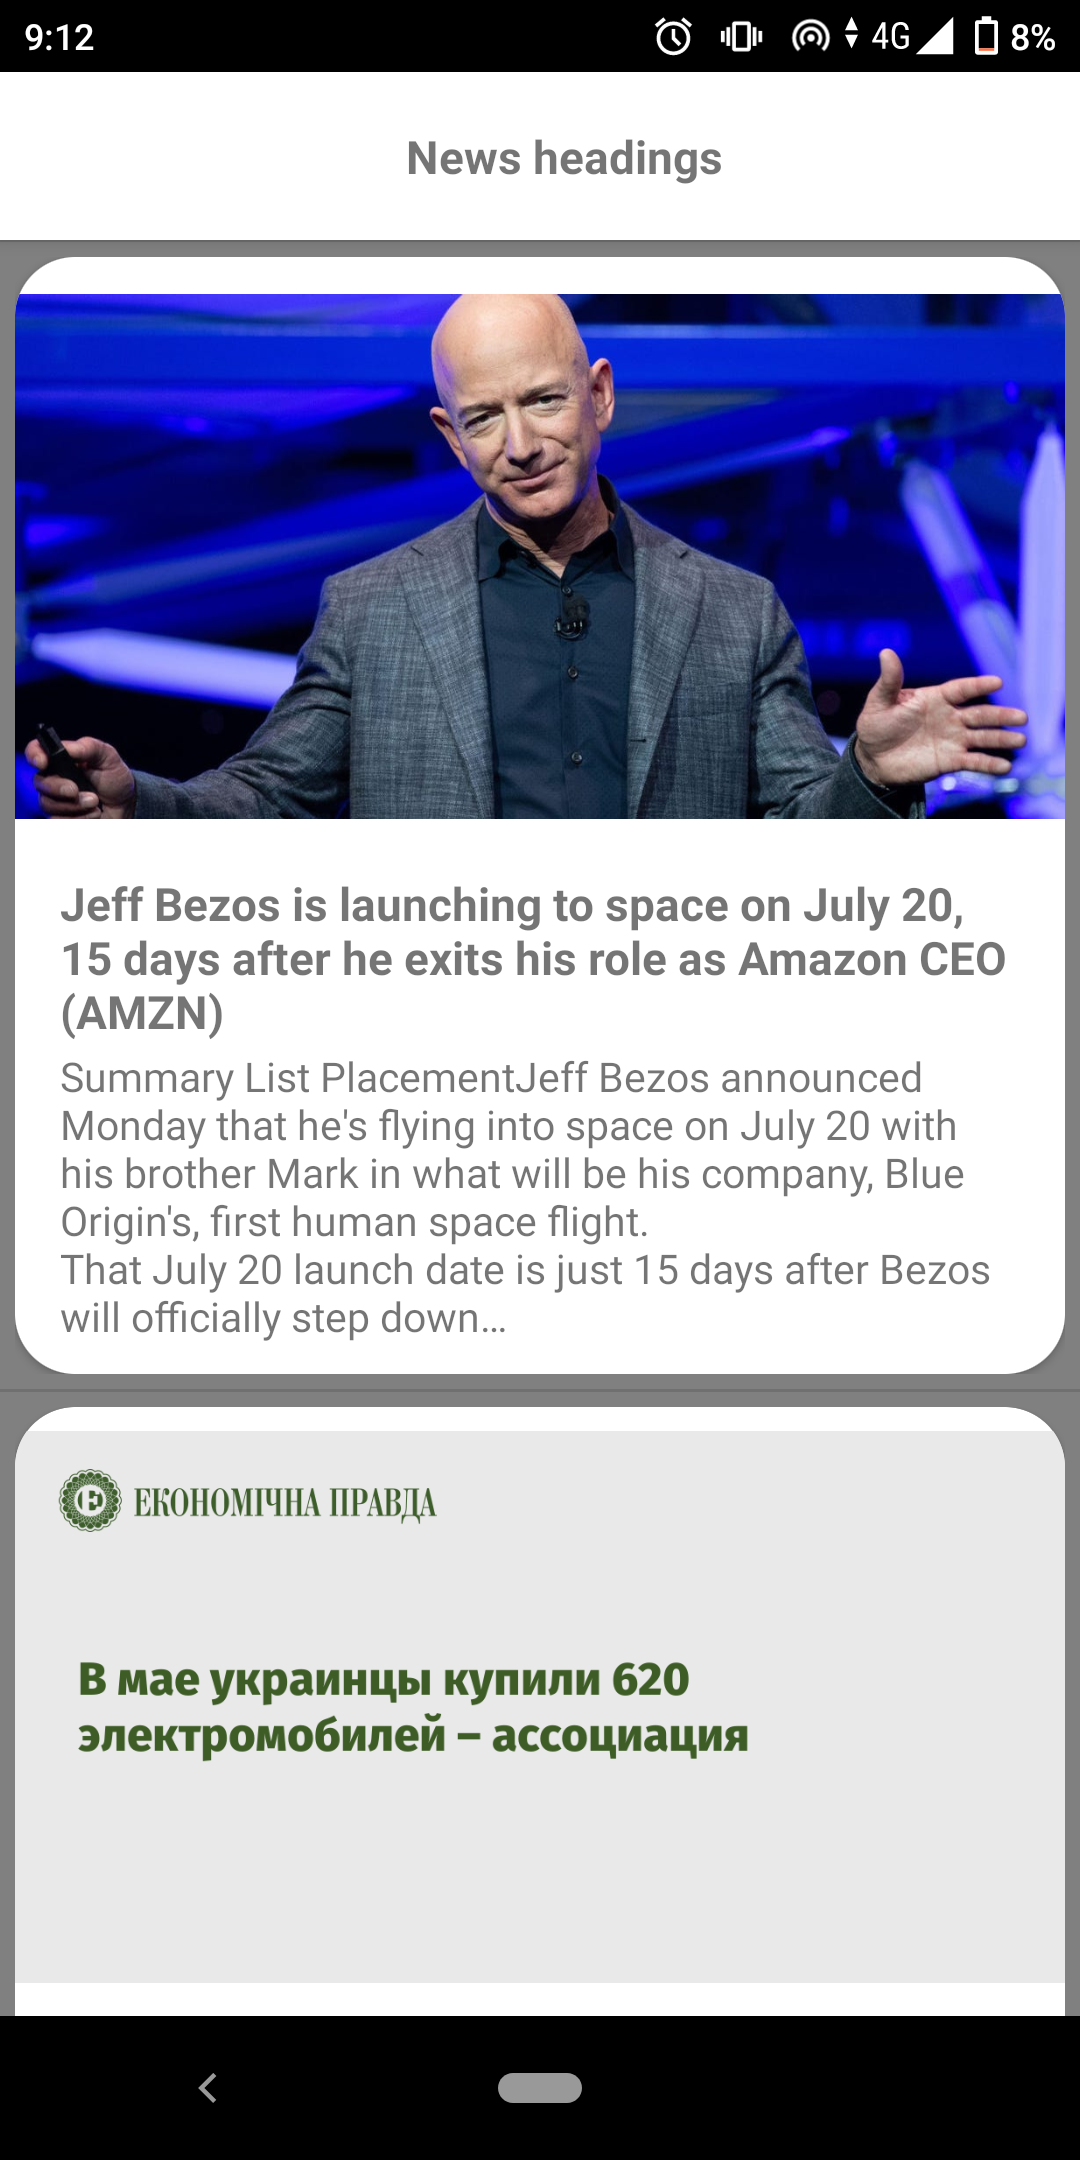 9:12
4G
8%
News headings
Jeff Bezos is launching to space on July 20,
15 days after he exits his role as Amazon CEO
(AMZN)
Summary List PlacementJeff Bezos announced
Monday that he's flying into space on July 20 with
his brother Mark in what will be his company, Blue
Origin's, first human space flight.
That July 20 launch date is just 15 days after Bezos
will officially step down…
Е ЕКОНОМІЧНА ПРАВДА
В мае украинцы купили 620
электромобилей – ассоциация